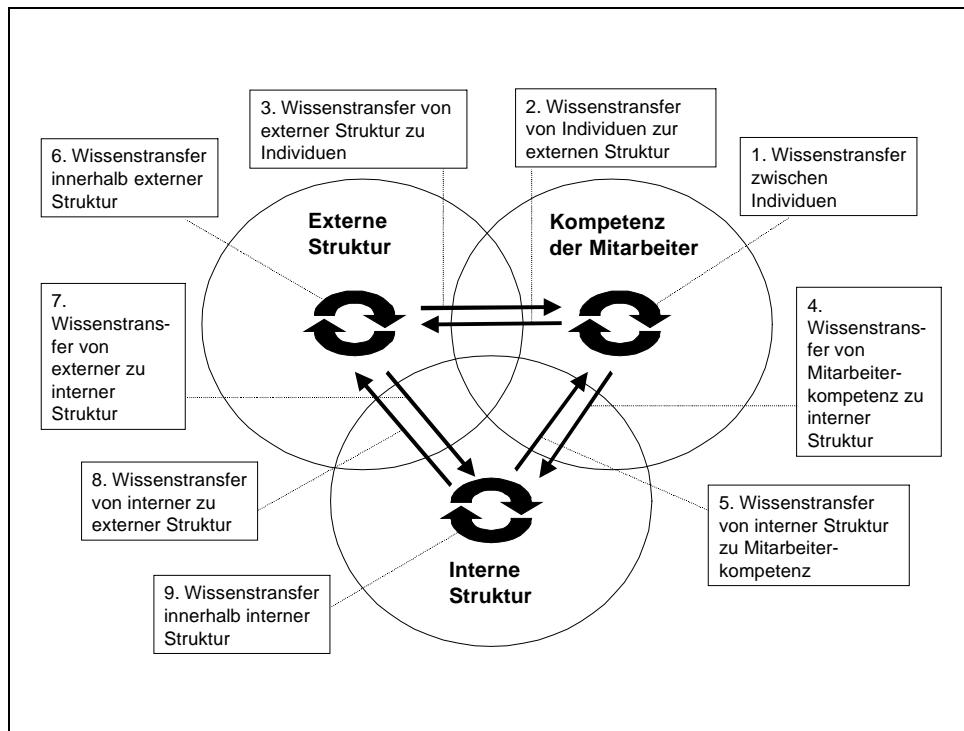 3. Wissenstransfer von
externer Struktur zu
Individuen
2. Wissenstransfer
von Individuen zur
externen Struktur
6. Wissenstransfer
innerhalb externer
Struktur
1. Wissenstransfer
zwischen
Individuen
Externe
Struktur
Kompetenz
der Mitarbeiter
7.
Wissenstrans-
fer von
externer zu
interner
Struktur
4.
Wissenstrans-
fer von
Mitarbeiter-
kompetenz zu
interner
Struktur
8. Wissenstransfer
von interner zu
externer Struktur
5. Wissenstransfer
von interner Struktur
zu Mitarbeiter-
kompetenz
Interne
Struktur
9. Wissenstransfer
innerhalb interner
Struktur